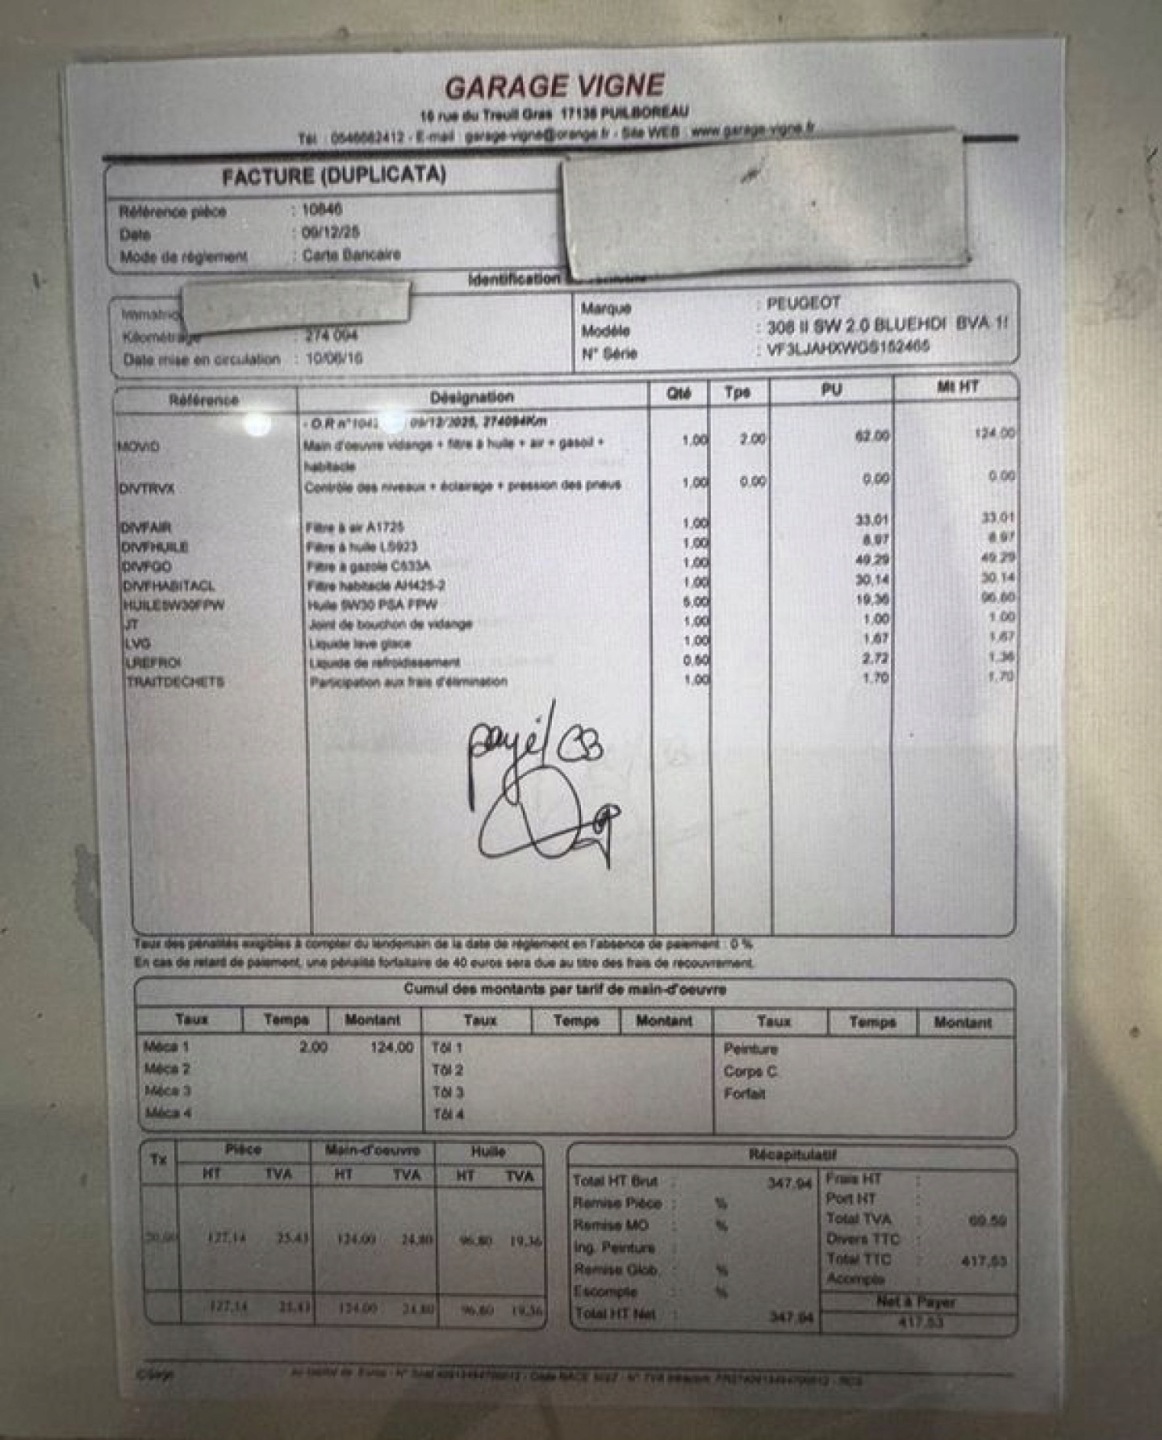 GARAGE VIGNE
16 rue du Treuil Gras 17138 PUILBOREAU
Tél : 0546682412 - E-mail : garage-vigne@orange.fr - Site WEB : www.garage-vigne.fr
FACTURE (DUPLICATA)
Référence pièce : 10846
Date : 09/12/25
Mode de règlement : Carte Bancaire
Identification
Immatric
Kilométrage 274 094
Date mise en circulation : 10/06/16
Marque : PEUGEOT
Modèle : 308 II SW 2.0 BLUEHDI BVA 1!
N° Série : VF3LJAHXWGS152465
Référence Désignation Qté Tps PU Mt HT
- O.R n°104 09/12/2025, 274094Km
MOVID Main d'oeuvre vidange + filtre à huile + air + gasoil + 1.00 2.00 62.00 124.00
habitacle
DIVTRVX Contrôle des niveaux + éclairage + pression des pneus 1.00 0.00 0.00 0.00
DIVFAIR Filtre à air A1725 1.00 33.01 33.01
DIVFHUILE Filtre à huile LS923 1.00 8.97 8.97
DIVFGO Filtre à gazole C533A 1.00 49.29 49.29
DIVFHABITACL Filtre habitacle AH425-2 1.00 30.14 30.14
HUILE5W30FPW Huile 5W30 PSA FPW 5.00 19.36 96.80
JT Joint de bouchon de vidange 1.00 1.00 1.00
LVG Liquide lave glace 1.00 1.67 1.67
LREFROI Liquide de refroidissement 0.50 2.72 1.36
TRAITDECHETS Participation aux frais d'élimination 1.00 1.70 1.70
payé/CB
Taux des pénalités exigibles à compter du lendemain de la date de règlement en l'absence de paiement : 0 %
En cas de retard de paiement, une pénalité forfaitaire de 40 euros sera due au titre des frais de recouvrement.
Cumul des montants par tarif de main-d'oeuvre
Taux Temps Montant Taux Temps Montant Taux Temps Montant
Méca 1 2.00 124.00 Tôl 1 Peinture
Méca 2 Tôl 2 Corps C.
Méca 3 Tôl 3 Forfait
Méca 4 Tôl 4
Tx Pièce Main-d'oeuvre Huile
HT TVA HT TVA HT TVA
20.00 127.14 25.43 124.00 24.80 96.80 19.36
127.14 25.43 124.00 24.80 96.80 19.36
Récapitulatif
Total HT Brut : 347.94 Frais HT :
Remise Pièce : % Port HT :
Remise MO : % Total TVA : 69.59
Ing. Peinture : Divers TTC :
Remise Glob. : % Total TTC : 417.53
Escompte : % Acompte :
Total HT Net : 347.94 Net à Payer
417.53
©Sage